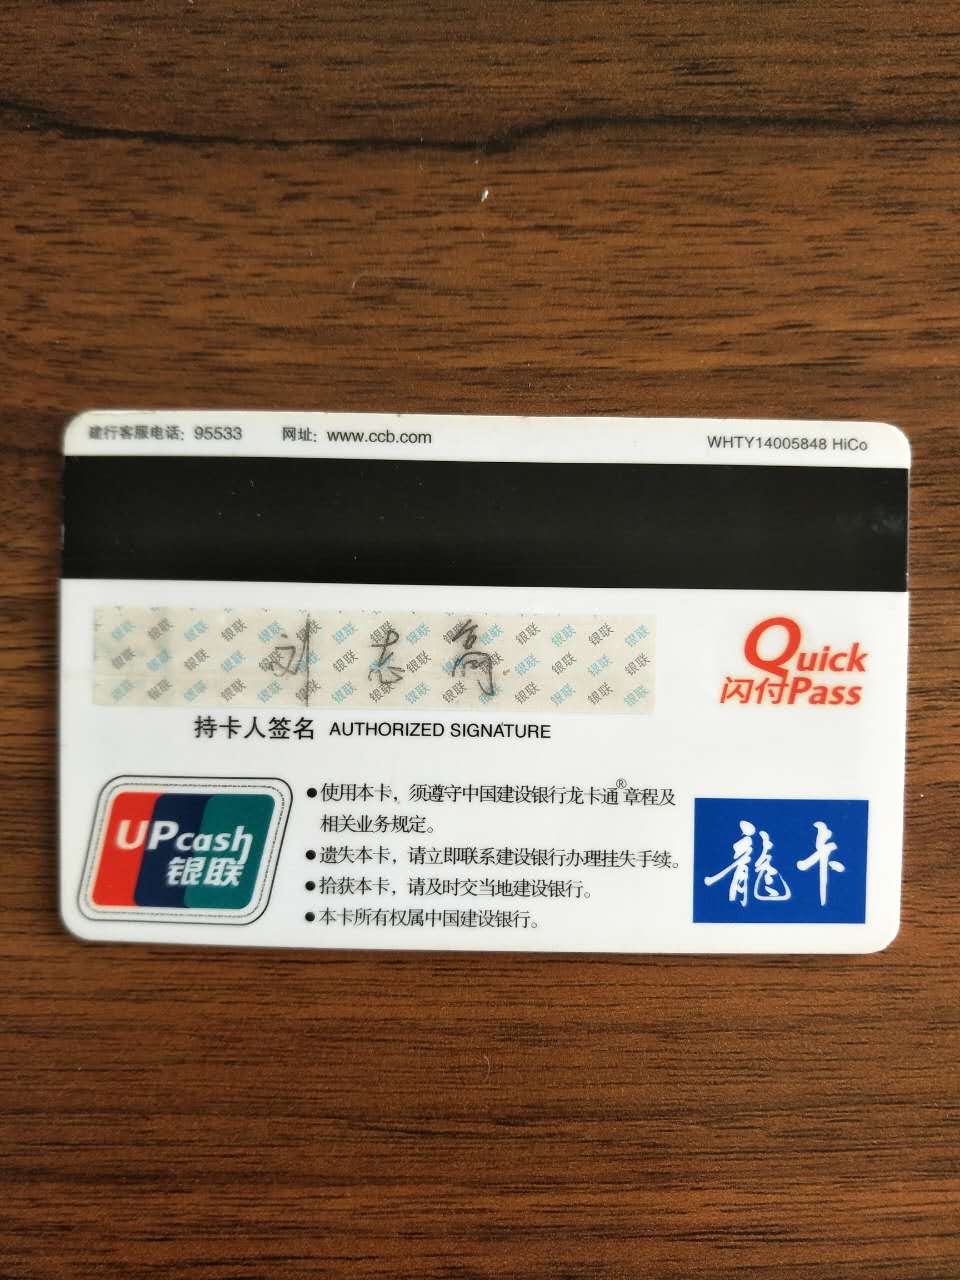 建行客服电话：95533 网址：www.ccb.com WHTY14005848 HiCo
刘志高
持卡人签名 AUTHORIZED SIGNATURE
Quick
闪付Pass
UPcash
银联
●使用本卡，须遵守中国建设银行龙卡通®章程及
相关业务规定。
●遗失本卡，请立即联系建设银行办理挂失手续。
●拾获本卡，请及时交当地建设银行。
●本卡所有权属中国建设银行。
龍卡